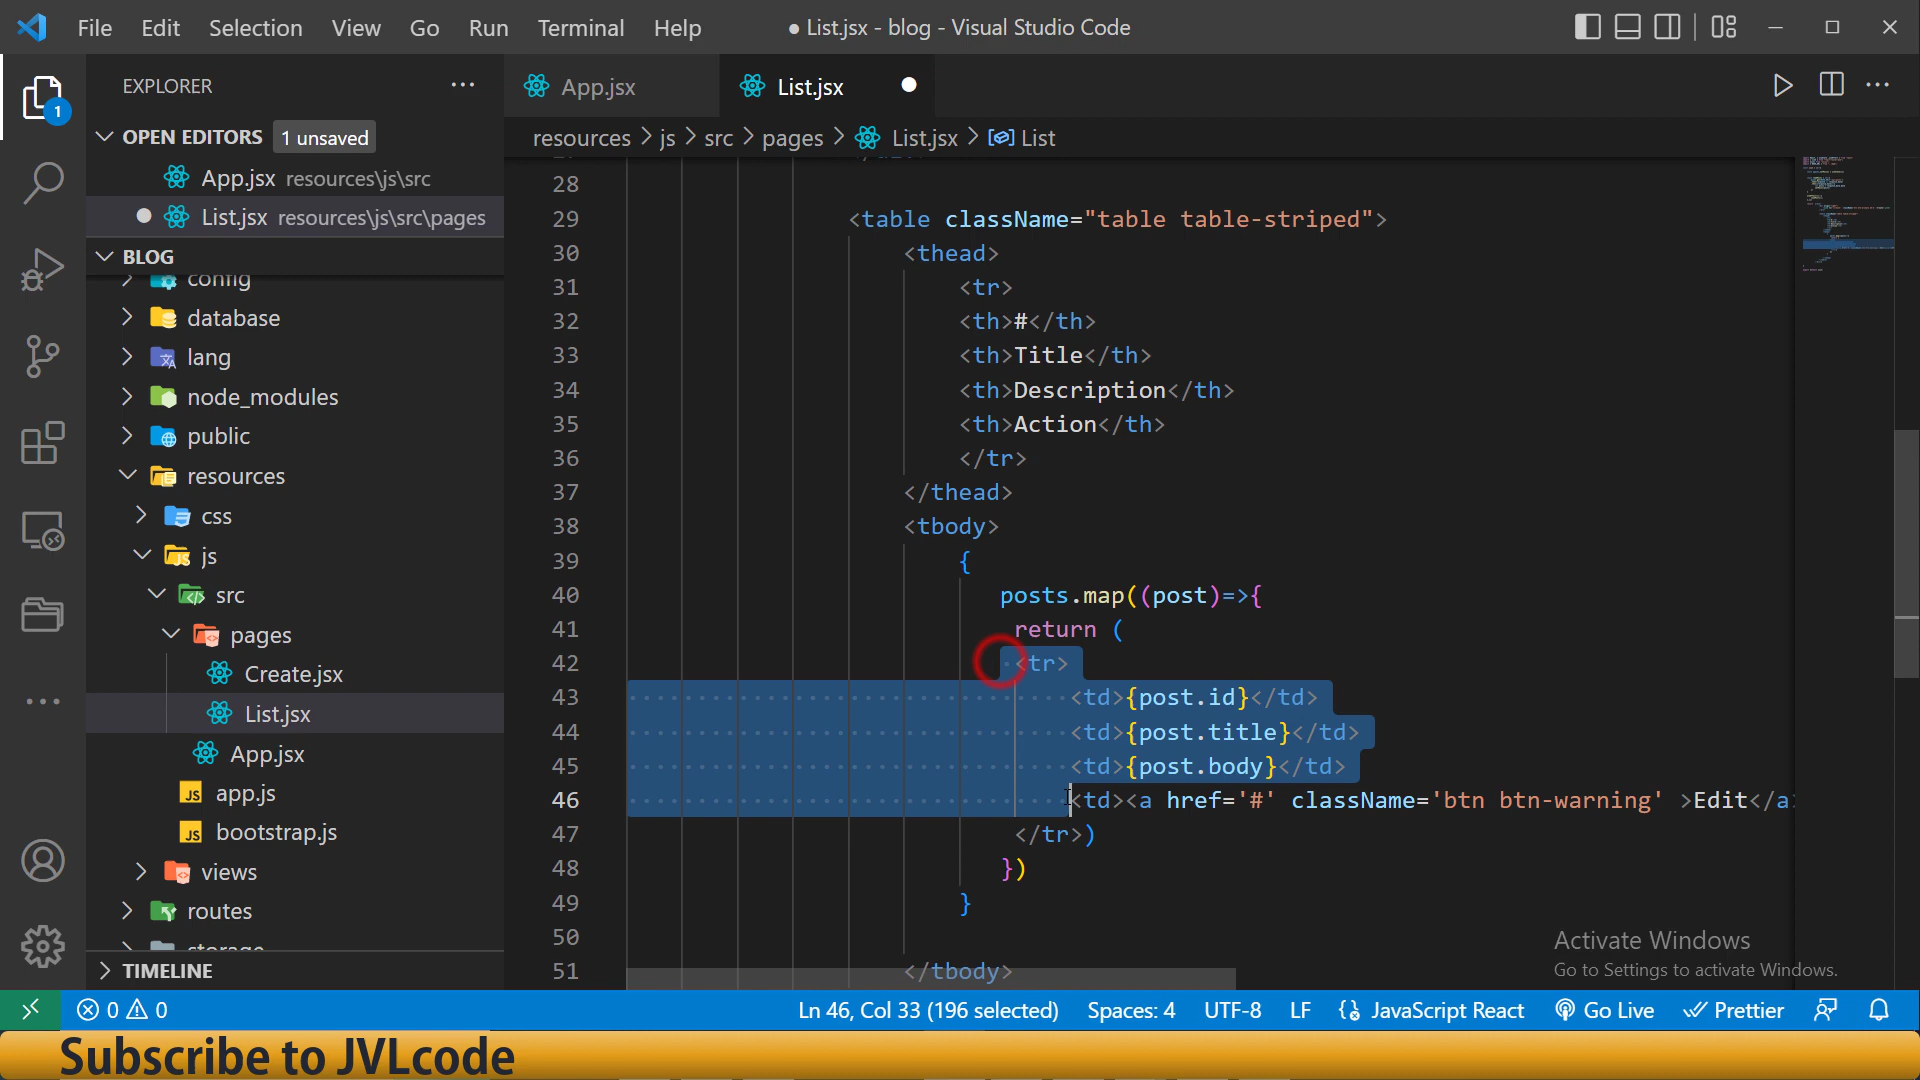 File Edit Selection View Go Run Terminal Help
● List.jsx - blog - Visual Studio Code
EXPLORER
OPEN EDITORS 1 unsaved
App.jsx resources\js\src
List.jsx resources\js\src\pages
BLOG
config
database
lang
node_modules
public
resources
css
js
src
pages
Create.jsx
List.jsx
App.jsx
app.js
bootstrap.js
views
routes
storage
TIMELINE
1
App.jsx
List.jsx
resources > js > src > pages > List.jsx > List
28
29 <table className="table table-striped">
30 <thead>
31 <tr>
32 <th>#</th>
33 <th>Title</th>
34 <th>Description</th>
35 <th>Action</th>
36 </tr>
37 </thead>
38 <tbody>
39 {
40 posts.map((post)=>{
41 return (
42 <tr>
43 <td>{post.id}</td>
44 <td>{post.title}</td>
45 <td>{post.body}</td>
46 <td><a href='#' className='btn btn-warning' >Edit</a>
47 </tr>)
48 })
49 }
50
51 </tbody>
Activate Windows
Go to Settings to activate Windows.
0 0 Ln 46, Col 33 (196 selected) Spaces: 4 UTF-8 LF JavaScript React Go Live Prettier
Subscribe to JVLcode